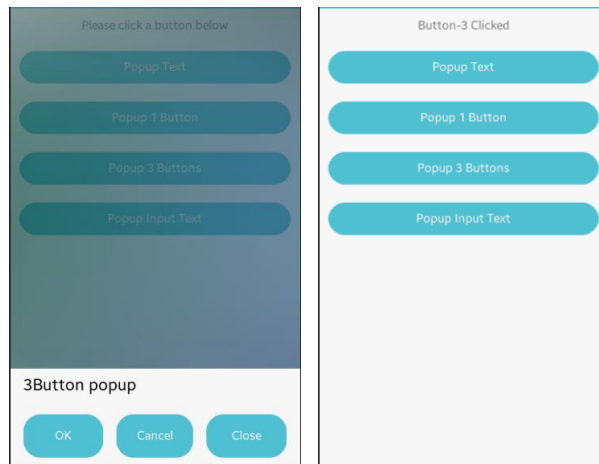 Please click a button below
Popup Text
Popup 1 Button
Popup 3 Buttons
Popup Input Text
3Button popup
OK Cancel Close
Button-3 Clicked
Popup Text
Popup 1 Button
Popup 3 Buttons
Popup Input Text